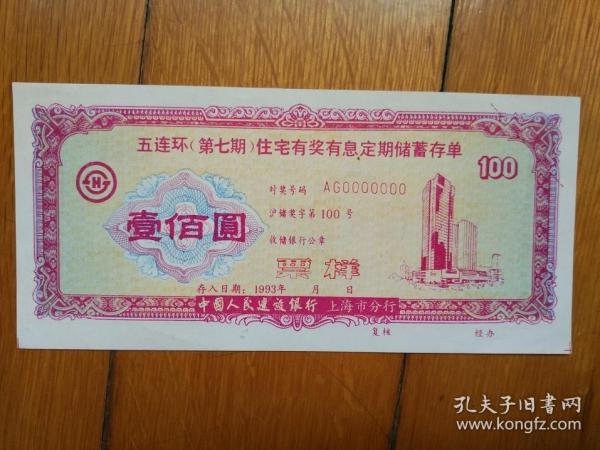 五连环（第七期）住宅有奖有息定期储蓄存单
100
对奖号码 AG0000000
沪储奖字第100号
壹佰圆
收储银行公章
票样
存入日期：1993年 月 日
中国人民建设银行 上海市分行
复核 经办
孔夫子旧书网
www.kongfz.com